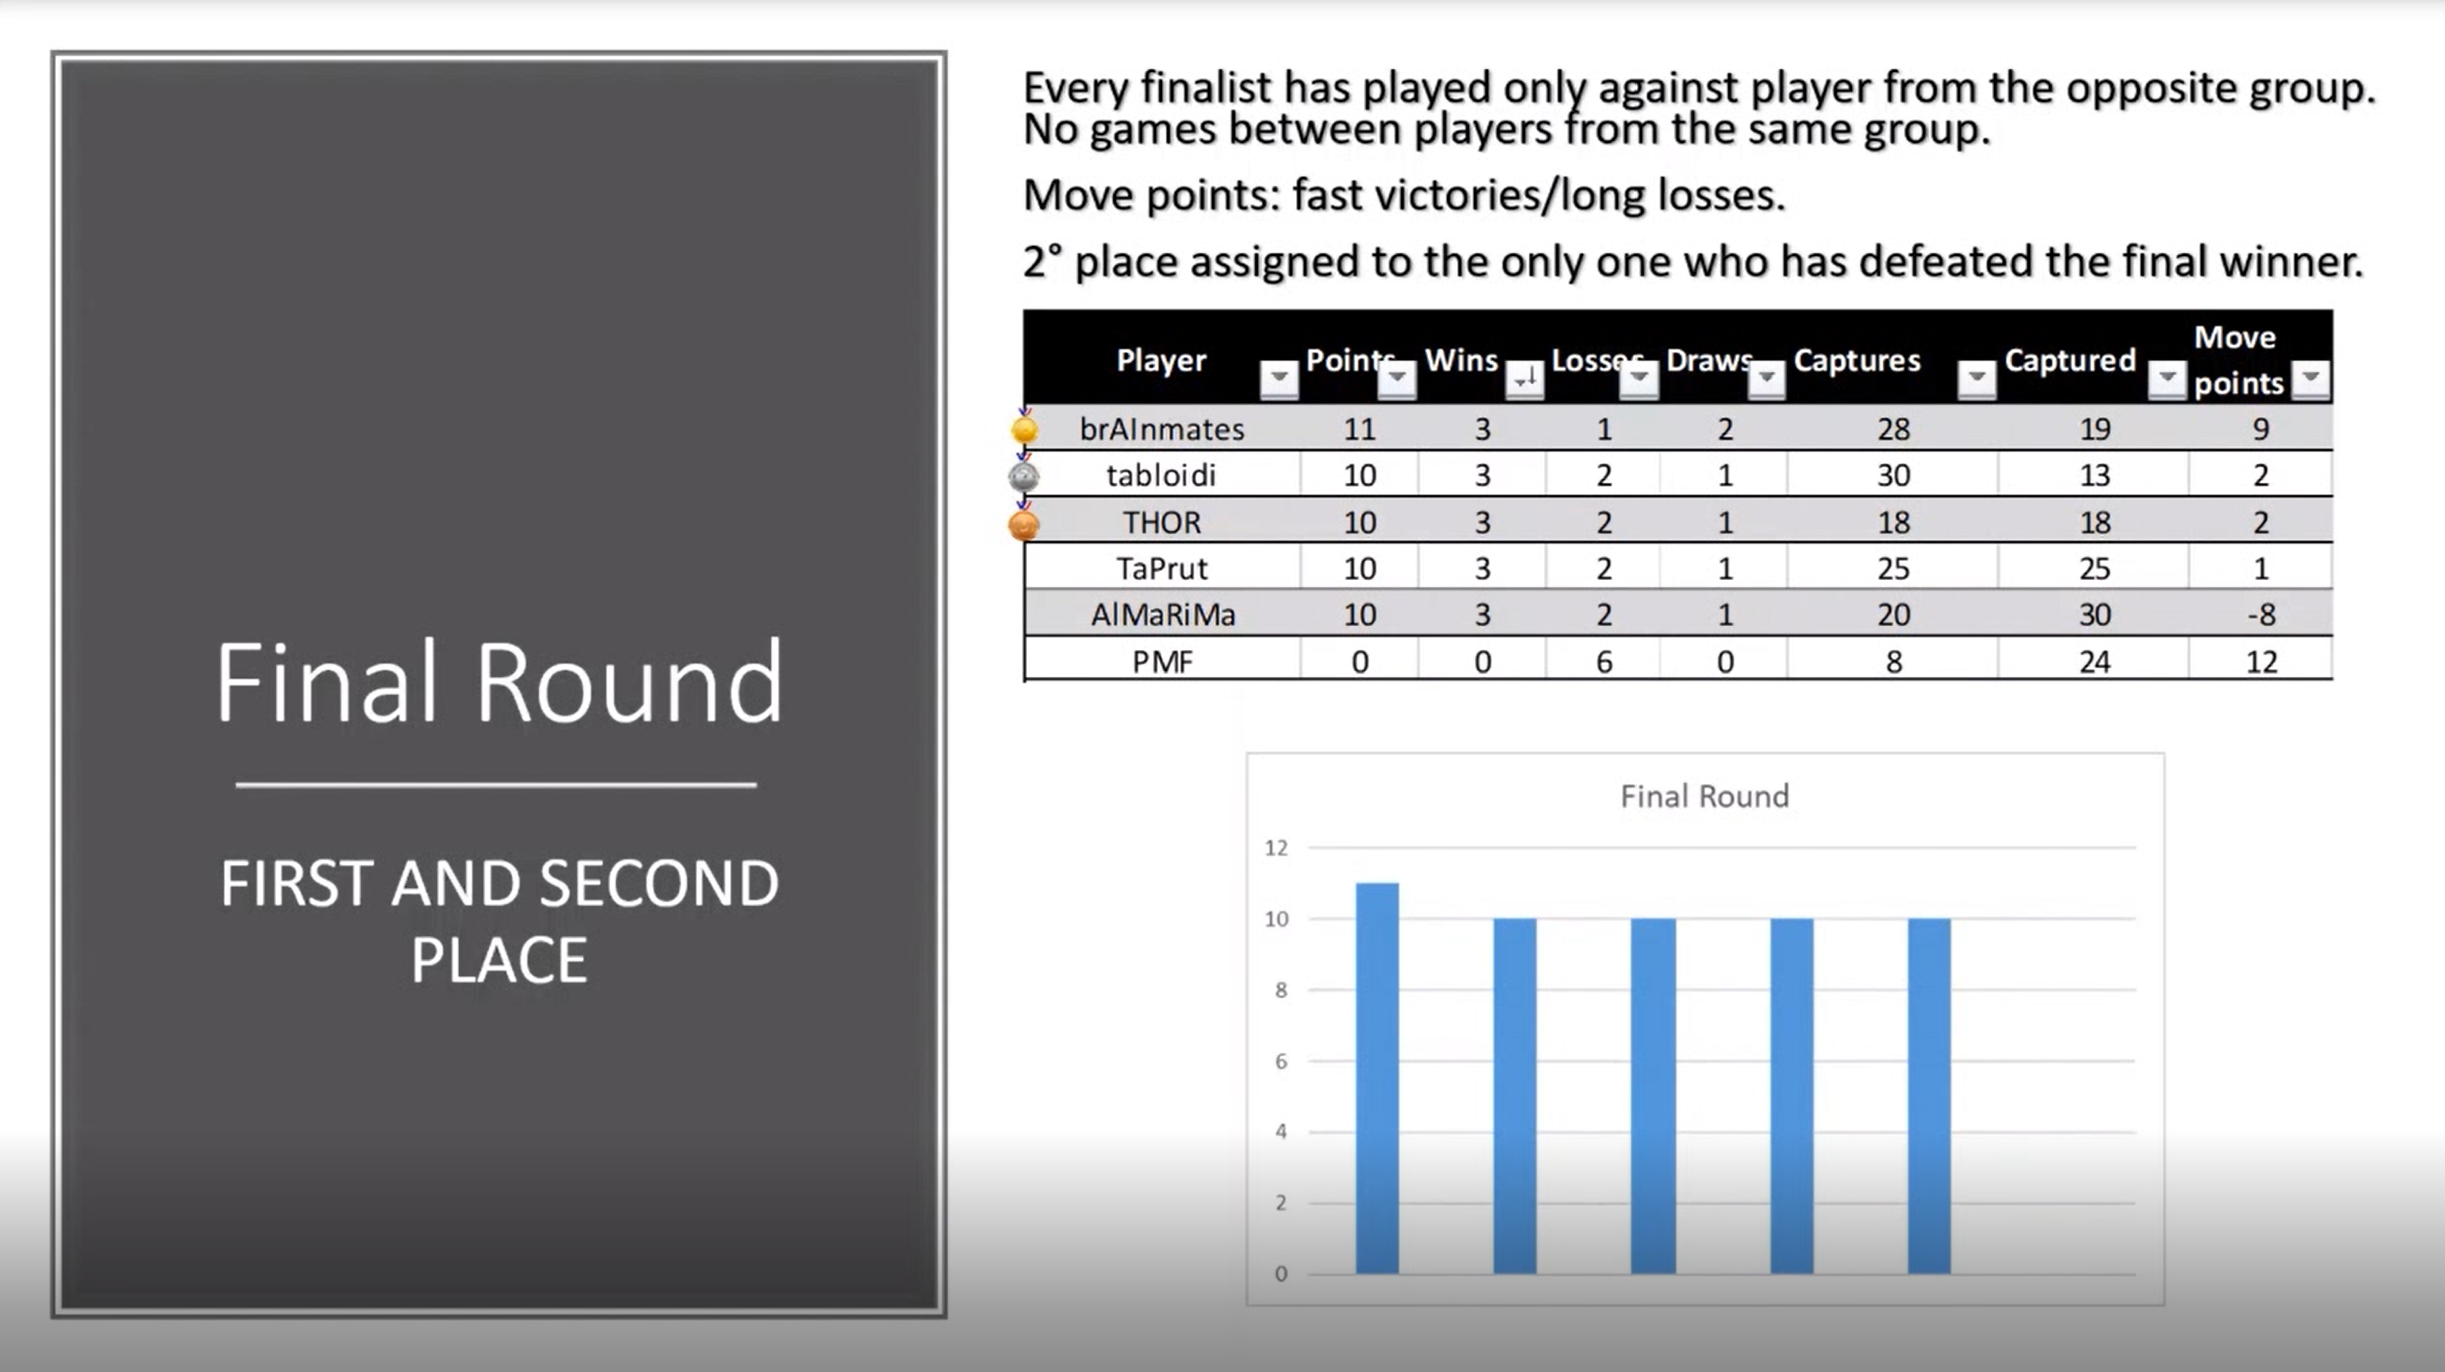 Final Round
FIRST AND SECOND
PLACE
Every finalist has played only against player from the opposite group.
No games between players from the same group.
Move points: fast victories/long losses.
2° place assigned to the only one who has defeated the final winner.
Player Points Wins Losses Draws Captures Captured Move points
brAInmates 11 3 1 2 28 19 9
tabloidi 10 3 2 1 30 13 2
THOR 10 3 2 1 18 18 2
TaPrut 10 3 2 1 25 25 1
AlMaRiMa 10 3 2 1 20 30 -8
PMF 0 0 6 0 8 24 12
Final Round
12
10
8
6
4
2
0